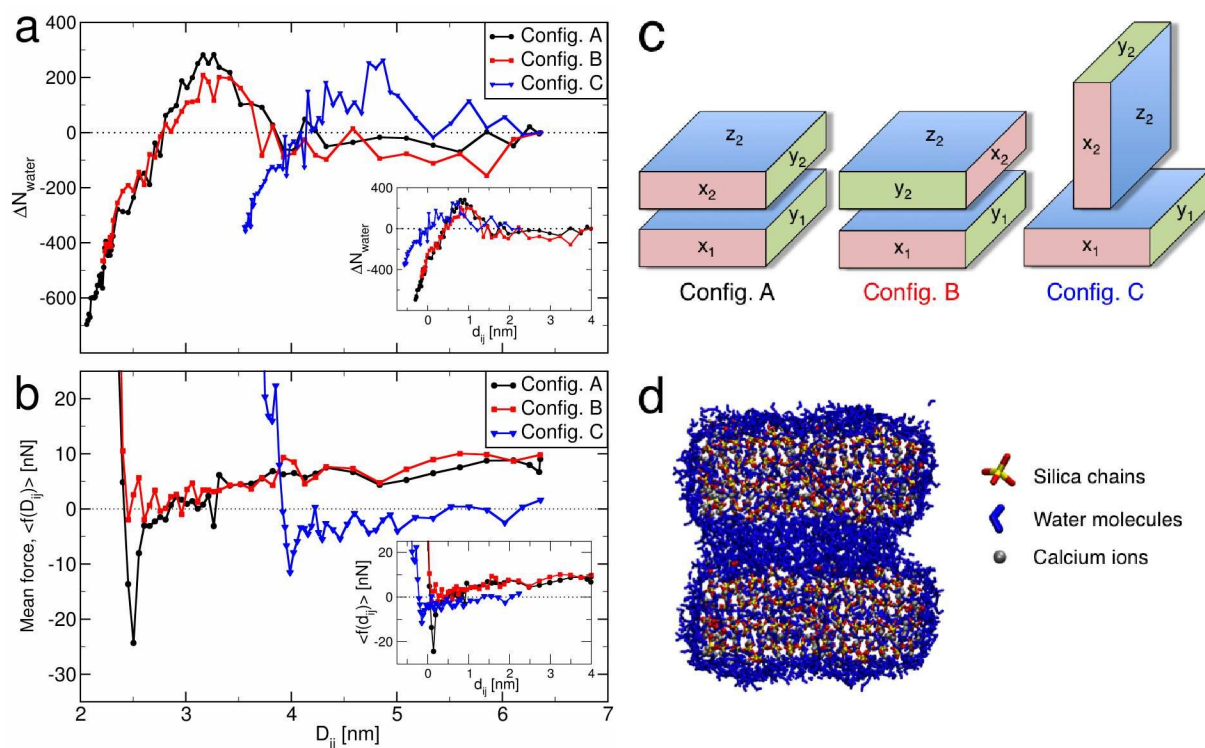 a
400
200
0
-200
-400
-600
ΔN_water
Config. A
Config. B
Config. C
400
0
-400
ΔN_water
0 1 2 3 4
d_ij [nm]
b
20
10
0
-10
-20
-30
Mean force, <f(D_ij)> [nN]
Config. A
Config. B
Config. C
20
0
-20
<f(d_ij)> [nN]
0 1 2 3 4
d_ij [nm]
2 3 4 5 6 7
D_ij [nm]
c
z_2
y_2
x_2
y_1
x_1
Config. A
z_2
x_2
y_2
y_1
x_1
Config. B
y_2
z_2
x_2
y_1
x_1
Config. C
d
Silica chains
Water molecules
Calcium ions